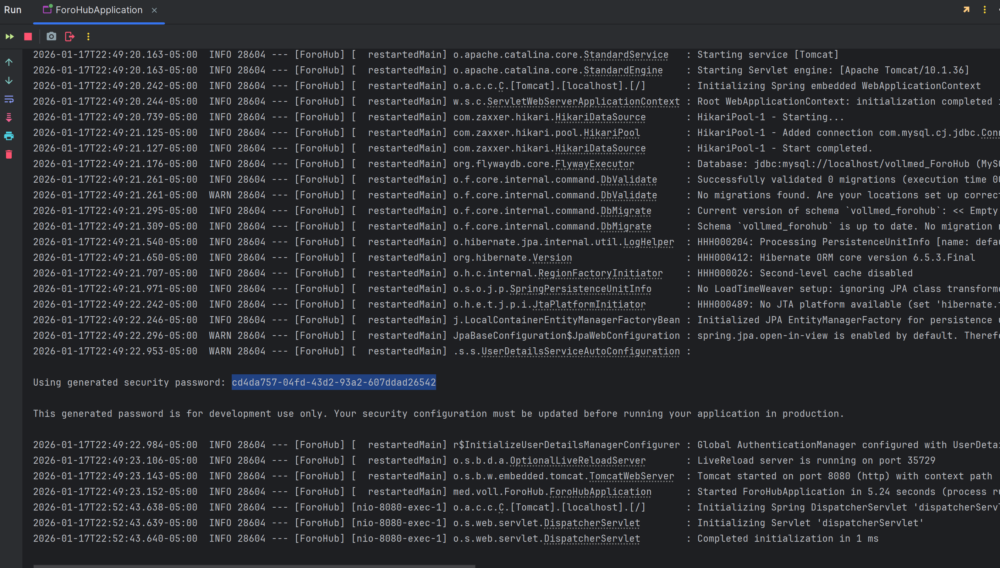 Run ForoHubApplication
2026-01-17T22:49:20.163-05:00  INFO 28604 --- [ForoHub] [  restartedMain] o.apache.catalina.core.StandardService   : Starting service [Tomcat]
2026-01-17T22:49:20.163-05:00  INFO 28604 --- [ForoHub] [  restartedMain] o.apache.catalina.core.StandardEngine    : Starting Servlet engine: [Apache Tomcat/10.1.36]
2026-01-17T22:49:20.242-05:00  INFO 28604 --- [ForoHub] [  restartedMain] o.a.c.c.C.[Tomcat].[localhost].[/]       : Initializing Spring embedded WebApplicationContext
2026-01-17T22:49:20.244-05:00  INFO 28604 --- [ForoHub] [  restartedMain] w.s.c.ServletWebServerApplicationContext : Root WebApplicationContext: initialization completed
2026-01-17T22:49:20.739-05:00  INFO 28604 --- [ForoHub] [  restartedMain] com.zaxxer.hikari.HikariDataSource       : HikariPool-1 - Starting...
2026-01-17T22:49:21.125-05:00  INFO 28604 --- [ForoHub] [  restartedMain] com.zaxxer.hikari.pool.HikariPool        : HikariPool-1 - Added connection com.mysql.cj.jdbc.
2026-01-17T22:49:21.127-05:00  INFO 28604 --- [ForoHub] [  restartedMain] com.zaxxer.hikari.HikariDataSource       : HikariPool-1 - Start completed.
2026-01-17T22:49:21.176-05:00  INFO 28604 --- [ForoHub] [  restartedMain] org.flywaydb.core.FlywayExecutor         : Database: jdbc:mysql://localhost/vollmed_ForoHub
2026-01-17T22:49:21.261-05:00  INFO 28604 --- [ForoHub] [  restartedMain] o.f.core.internal.command.DbValidate     : Successfully validated 0 migrations (execution time
2026-01-17T22:49:21.261-05:00  WARN 28604 --- [ForoHub] [  restartedMain] o.f.core.internal.command.DbValidate     : No migrations found. Are your locations set up
2026-01-17T22:49:21.295-05:00  INFO 28604 --- [ForoHub] [  restartedMain] o.f.core.internal.command.DbMigrate      : Current version of schema `vollmed_forohub`: << Empty
2026-01-17T22:49:21.309-05:00  INFO 28604 --- [ForoHub] [  restartedMain] o.f.core.internal.command.DbMigrate      : Schema `vollmed_forohub` is up to date. No migration
2026-01-17T22:49:21.540-05:00  INFO 28604 --- [ForoHub] [  restartedMain] o.hibernate.jpa.internal.util.LogHelper  : HHH000204: Processing PersistenceUnitInfo [name:
2026-01-17T22:49:21.650-05:00  INFO 28604 --- [ForoHub] [  restartedMain] org.hibernate.Version                    : HHH000412: Hibernate ORM core version 6.5.3.Final
2026-01-17T22:49:21.707-05:00  INFO 28604 --- [ForoHub] [  restartedMain] o.h.c.internal.RegionFactoryInitiator    : HHH000026: Second-level cache disabled
2026-01-17T22:49:21.971-05:00  INFO 28604 --- [ForoHub] [  restartedMain] o.s.o.j.p.SpringPersistenceUnitInfo      : No LoadTimeWeaver setup: ignoring JPA class
2026-01-17T22:49:22.242-05:00  INFO 28604 --- [ForoHub] [  restartedMain] o.h.e.t.j.p.i.JtaPlatformInitiator       : HHH000489: No JTA platform available (set 'hibernate.
2026-01-17T22:49:22.246-05:00  INFO 28604 --- [ForoHub] [  restartedMain] j.LocalContainerEntityManagerFactoryBean : Initialized JPA EntityManagerFactory for persistence
2026-01-17T22:49:22.296-05:00  WARN 28604 --- [ForoHub] [  restartedMain] JpaBaseConfiguration$JpaWebConfiguration : spring.jpa.open-in-view is enabled by default.
2026-01-17T22:49:22.953-05:00  WARN 28604 --- [ForoHub] [  restartedMain] .s.s.UserDetailsServiceAutoConfiguration :
Using generated security password: cd4da757-04fd-43d2-93a2-607ddad26542
This generated password is for development use only. Your security configuration must be updated before running your application in production.
2026-01-17T22:49:22.984-05:00  INFO 28604 --- [ForoHub] [  restartedMain] r$InitializeUserDetailsManagerConfigurer : Global AuthenticationManager configured with
2026-01-17T22:49:23.106-05:00  INFO 28604 --- [ForoHub] [  restartedMain] o.s.b.d.a.OptionalLiveReloadServer       : LiveReload server is running on port 35729
2026-01-17T22:49:23.143-05:00  INFO 28604 --- [ForoHub] [  restartedMain] o.s.b.w.embedded.tomcat.TomcatWebServer  : Tomcat started on port 8080 (http) with context path
2026-01-17T22:49:23.152-05:00  INFO 28604 --- [ForoHub] [  restartedMain] med.voll.ForoHub.ForoHubApplication      : Started ForoHubApplication in 5.24 seconds (process
2026-01-17T22:52:43.638-05:00  INFO 28604 --- [ForoHub] [nio-8080-exec-1] o.a.c.c.C.[Tomcat].[localhost].[/]       : Initializing Spring DispatcherServlet
2026-01-17T22:52:43.639-05:00  INFO 28604 --- [ForoHub] [nio-8080-exec-1] o.s.web.servlet.DispatcherServlet        : Initializing Servlet 'dispatcherServlet'
2026-01-17T22:52:43.640-05:00  INFO 28604 --- [ForoHub] [nio-8080-exec-1] o.s.web.servlet.DispatcherServlet        : Completed initialization in 1 ms